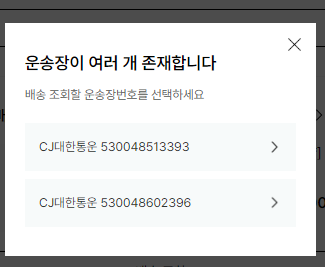 운송장이 여러 개 존재합니다
배송 조회할 운송장번호를 선택하세요
CJ대한통운 530048513393
CJ대한통운 530048602396